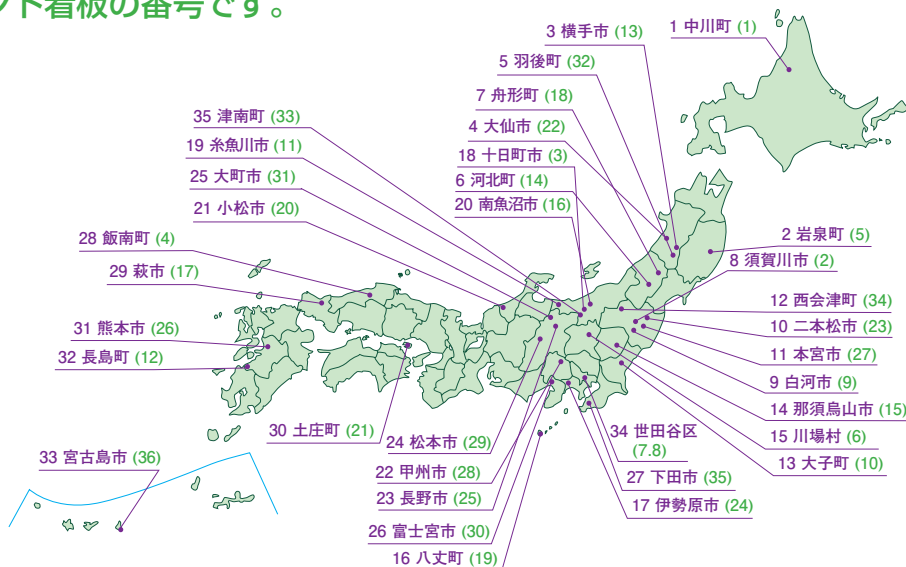 ント看板の番号です。
3 横手市 (13)
1 中川町 (1)
5 羽後町 (32)
7 舟形町 (18)
35 津南町 (33)
4 大仙市 (22)
19 糸魚川市 (11)
18 十日町市 (3)
25 大町市 (31)
6 河北町 (14)
21 小松市 (20)
20 南魚沼市 (16)
28 飯南町 (4)
2 岩泉町 (5)
29 萩市 (17)
8 須賀川市 (2)
12 西会津町 (34)
31 熊本市 (26)
10 二本松市 (23)
32 長島町 (12)
11 本宮市 (27)
9 白河市 (9)
14 那須烏山市 (15)
30 土庄町 (21)
24 松本市 (29)
34 世田谷区
(7.8)
15 川場村 (6)
33 宮古島市 (36)
13 大子町 (10)
22 甲州市 (28)
27 下田市 (35)
23 長野市 (25)
17 伊勢原市 (24)
26 富士宮市 (30)
16 八丈町 (19)